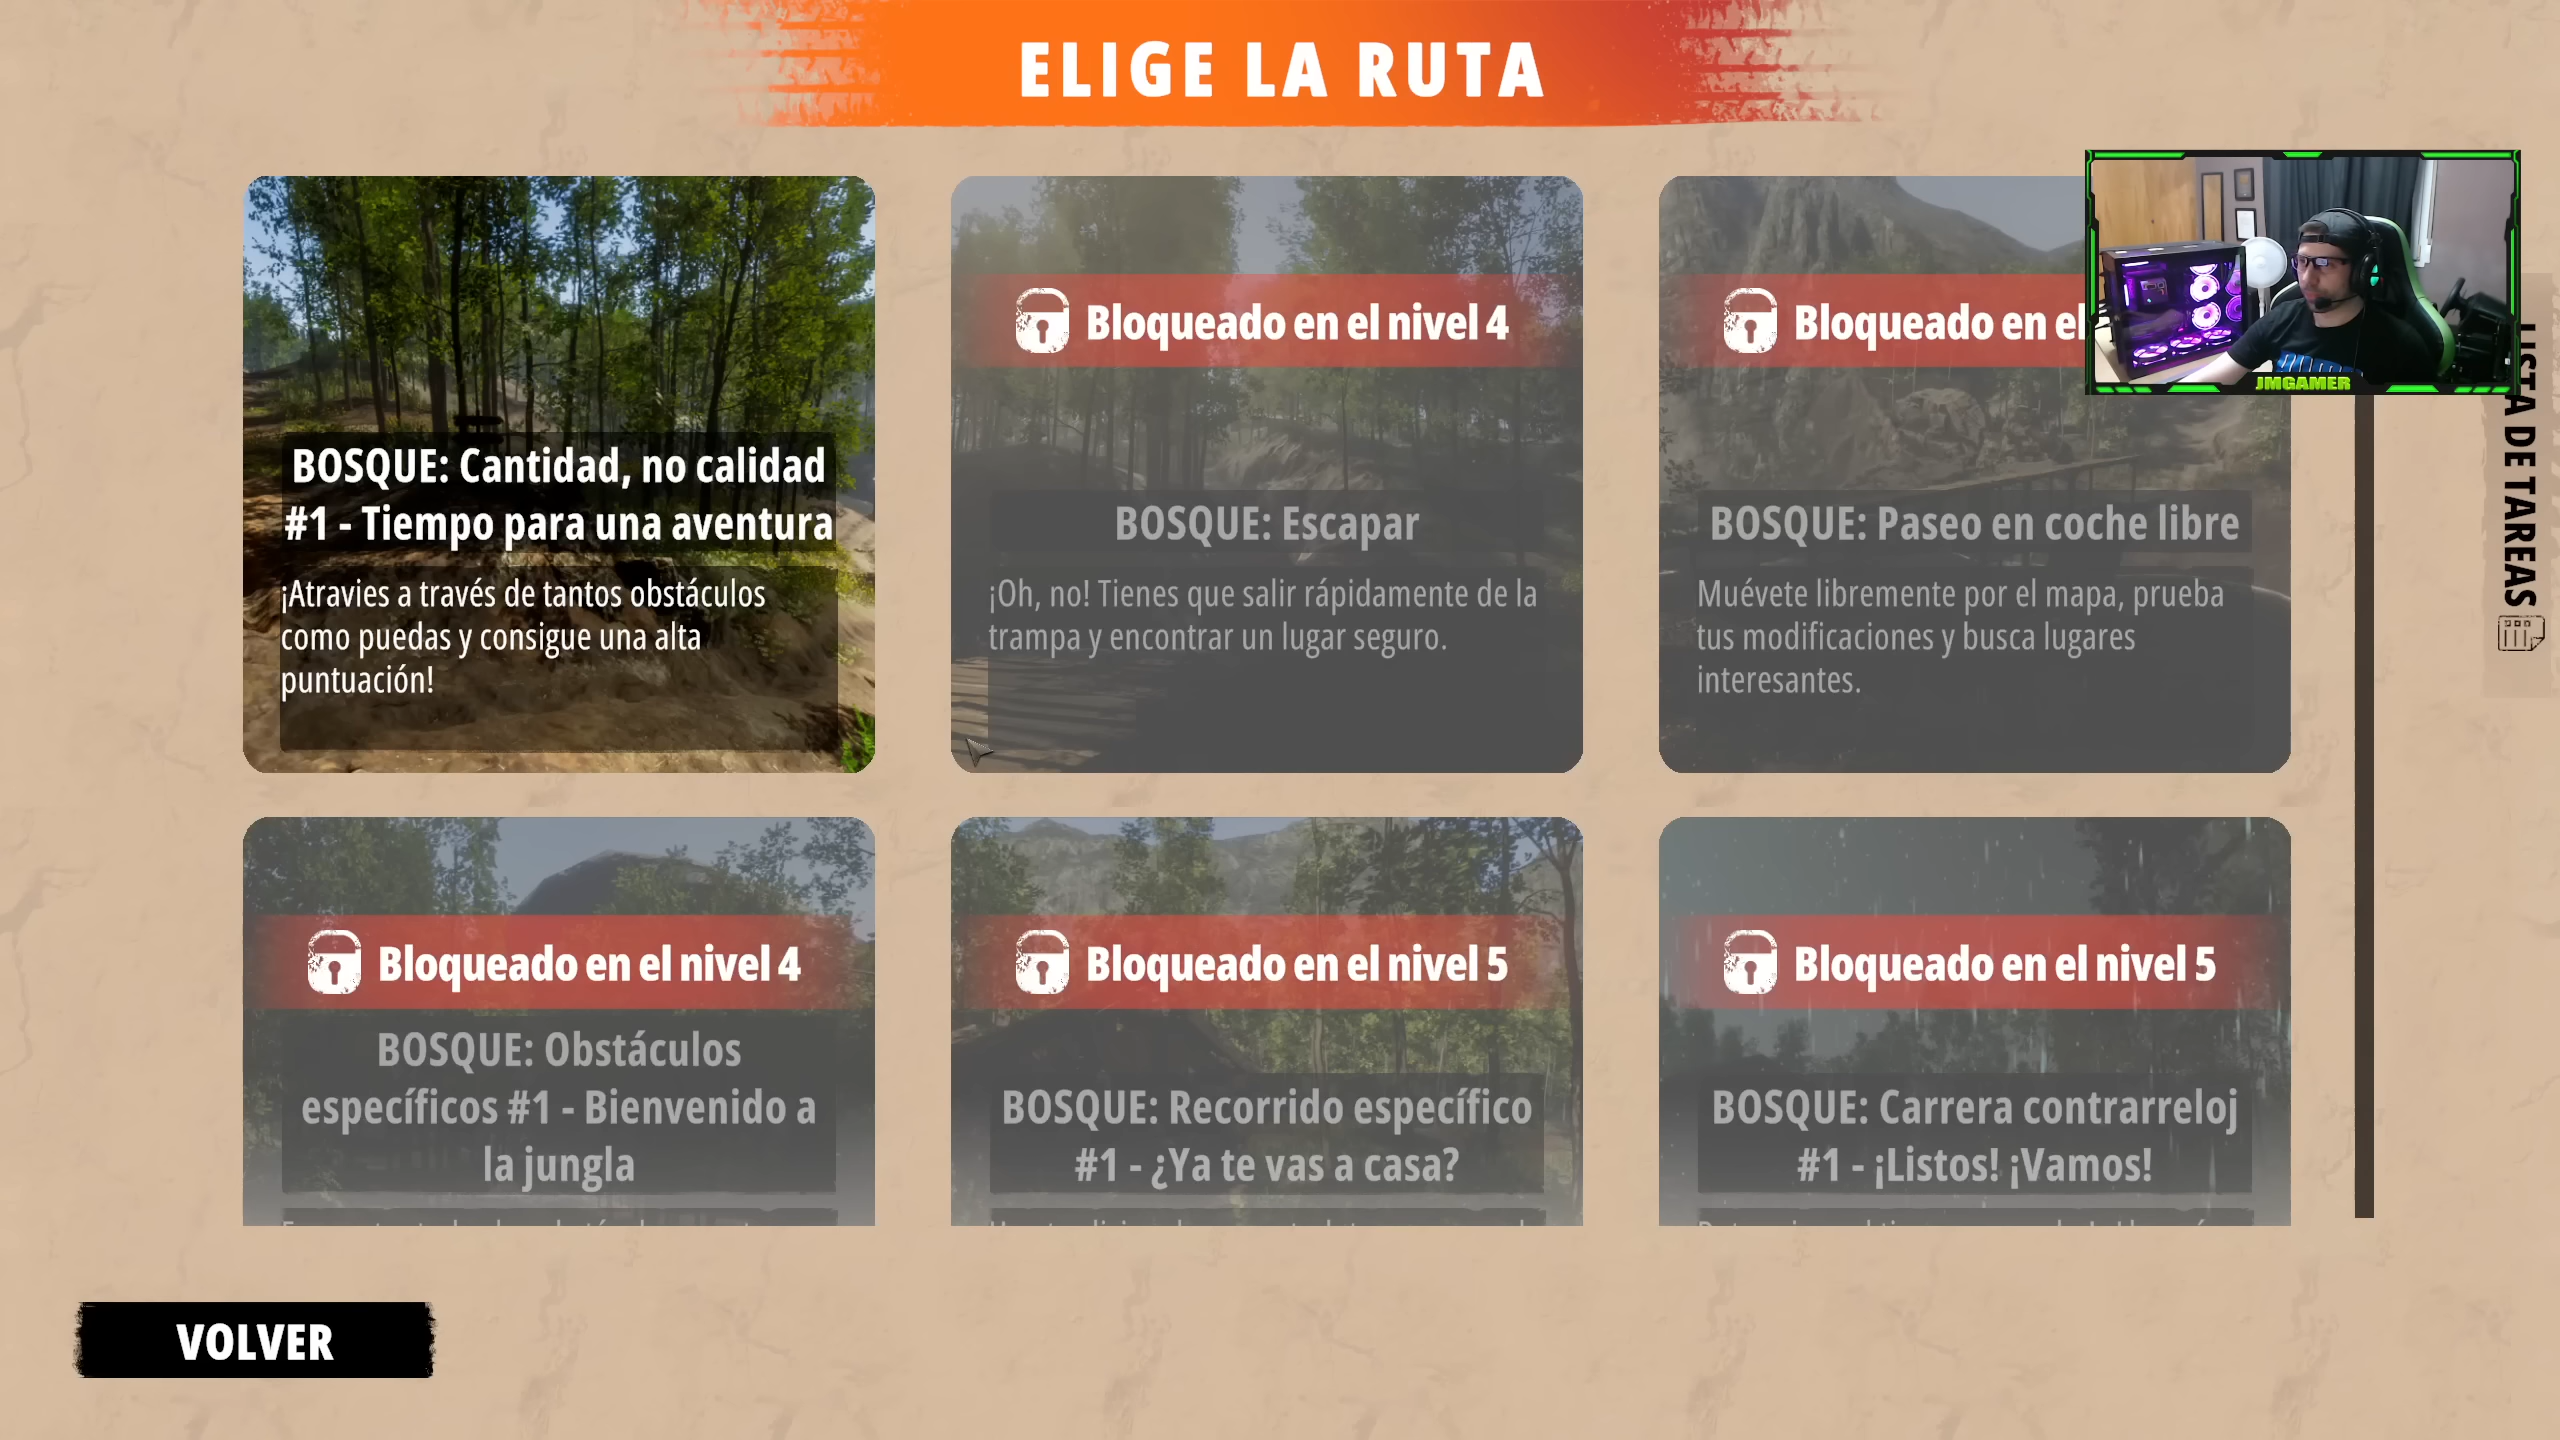 ELIGE LA RUTA
BOSQUE: Cantidad, no calidad
#1 - Tiempo para una aventura
¡Atravies a través de tantos obstáculos
como puedas y consigue una alta
puntuación!
Bloqueado en el nivel 4
BOSQUE: Escapar
¡Oh, no! Tienes que salir rápidamente de la
trampa y encontrar un lugar seguro.
Bloqueado en el
BOSQUE: Paseo en coche libre
Muévete libremente por el mapa, prueba
tus modificaciones y busca lugares
interesantes.
JMGAMER
LISTA DE TAREAS
Bloqueado en el nivel 4
BOSQUE: Obstáculos
específicos #1 - Bienvenido a
la jungla
Bloqueado en el nivel 5
BOSQUE: Recorrido específico
#1 - ¿Ya te vas a casa?
Bloqueado en el nivel 5
BOSQUE: Carrera contrarreloj
#1 - ¡Listos! ¡Vamos!
VOLVER